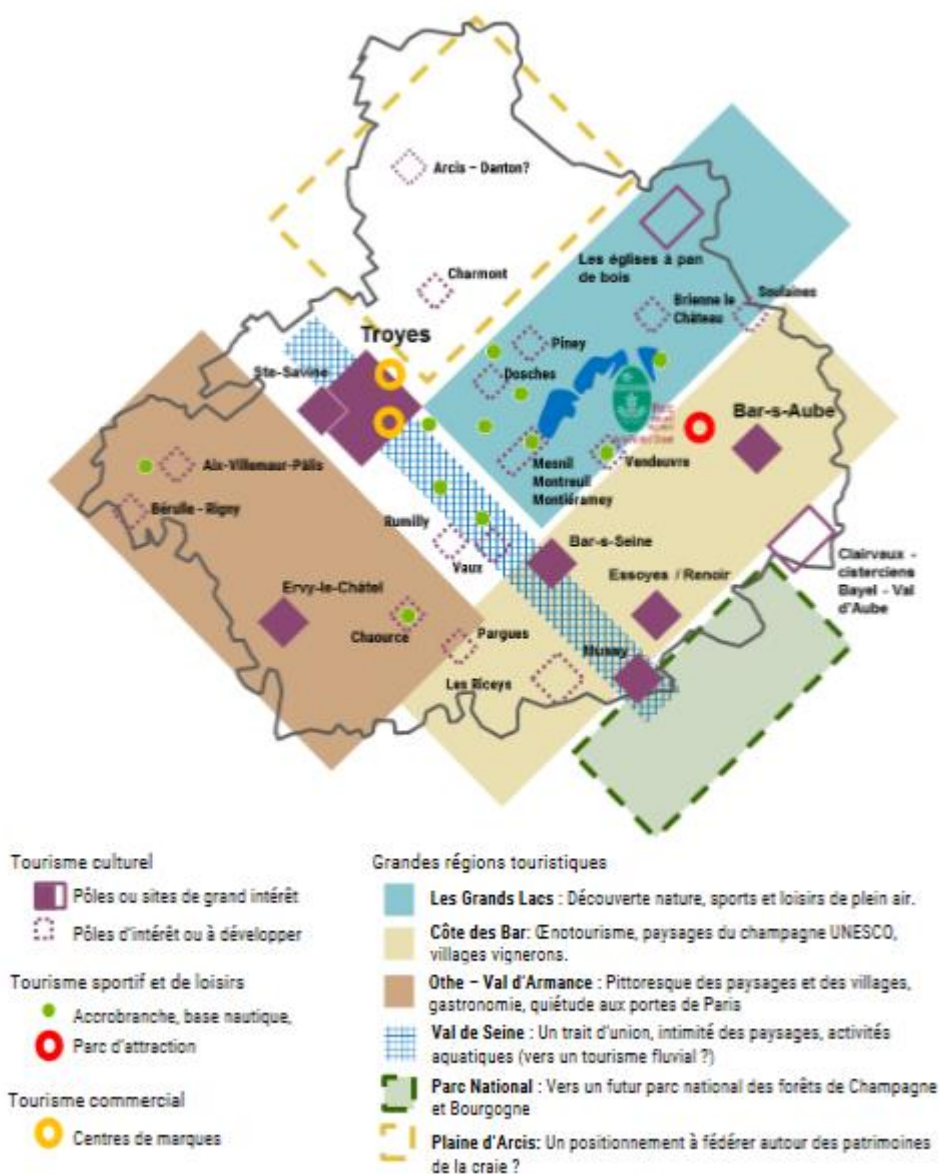 Arcis – Danton?
Charmont
Les églises à pan
de bois
Brienne le
Château
Soulaines
Troyes
Piney
Ste-Savine
Dosches
Bar-s-Aube
Mesnil
Montreuil
Montiéramey
Vendeuvre
Aix-Villemaur-Pâlis
Bérulle - Rigny
Rumilly
Vaux
Bar-s-Seine
Clairvaux -
cisterciens
Bayel - Val
d'Aube
Essoyes / Renoir
Ervy-le-Châtel
Chaource
Pargues
Mussy
Les Riceys
Tourisme culturel
Pôles ou sites de grand intérêt
Pôles d'intérêt ou à développer
Tourisme sportif et de loisirs
Accrobranche, base nautique,
Parc d'attraction
Tourisme commercial
Centres de marques
Grandes régions touristiques
Les Grands Lacs : Découverte nature, sports et loisirs de plein air.
Côte des Bar: Œnotourisme, paysages du champagne UNESCO,
villages vignerons.
Othe – Val d'Armance : Pittoresque des paysages et des villages,
gastronomie, quiétude aux portes de Paris
Val de Seine : Un trait d'union, intimité des paysages, activités
aquatiques (vers un tourisme fluvial ?)
Parc National : Vers un futur parc national des forêts de Champagne
et Bourgogne
Plaine d'Arcis: Un positionnement à fédérer autour des patrimoines
de la craie ?